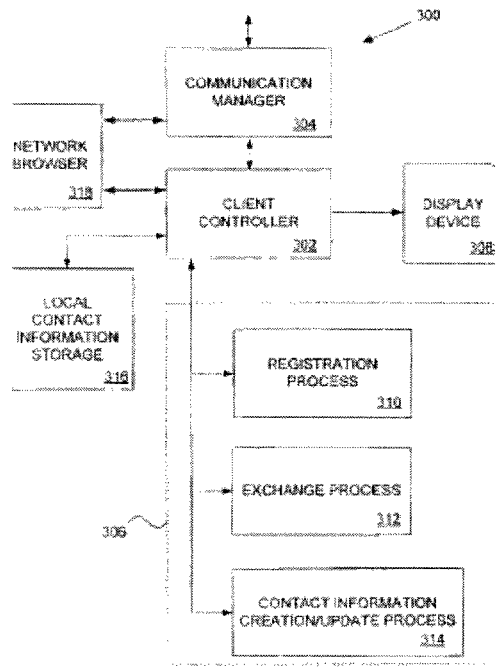 300
COMMUNICATION
MANAGER
304
NETWORK
BROWSER
318
CLIENT
CONTROLLER
302
DISPLAY
DEVICE
308
LOCAL
CONTACT
INFORMATION
STORAGE
316
REGISTRATION
PROCESS
310
EXCHANGE PROCESS
312
306
CONTACT INFORMATION
CREATION/UPDATE PROCESS
314